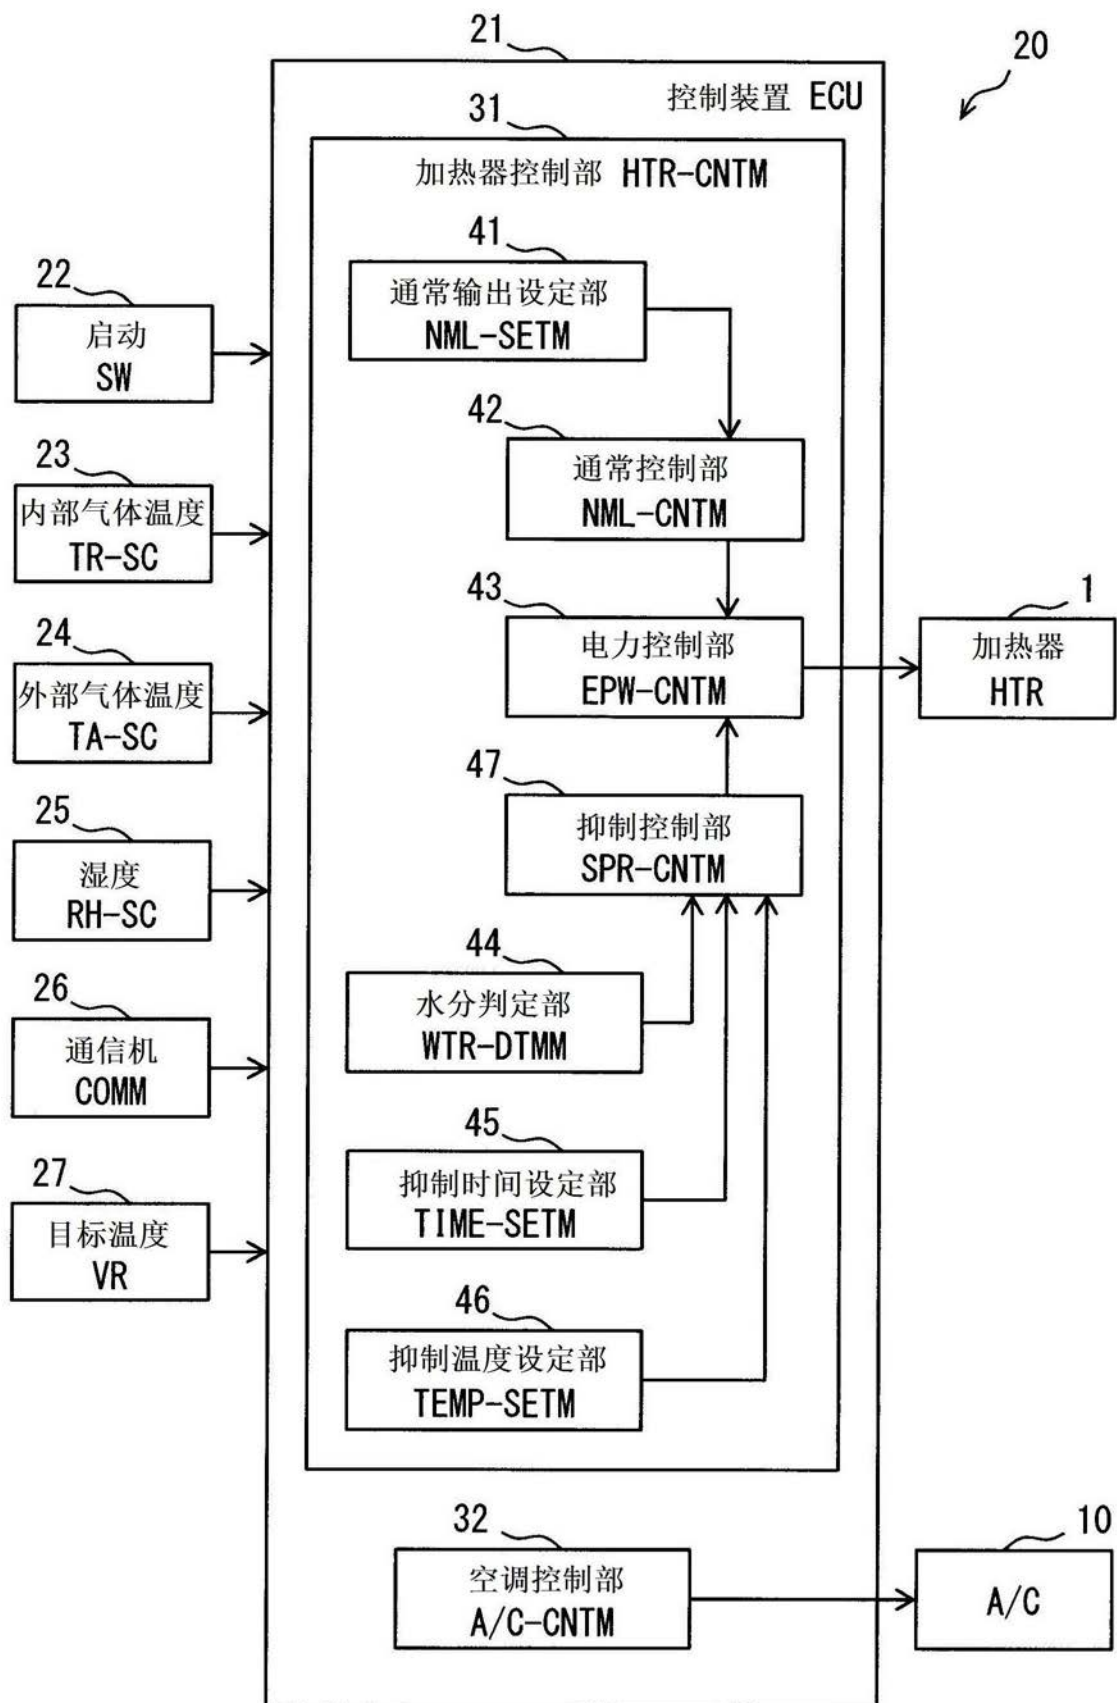 21
20
控制装置 ECU
31
加热器控制部 HTR-CNTM
41
通常输出设定部
NML-SETM
22
启动
SW
42
通常控制部
NML-CNTM
23
内部气体温度
TR-SC
43
电力控制部
EPW-CNTM
1
加热器
HTR
24
外部气体温度
TA-SC
47
抑制控制部
SPR-CNTM
25
湿度
RH-SC
44
水分判定部
WTR-DTMM
26
通信机
COMM
45
抑制时间设定部
TIME-SETM
27
目标温度
VR
46
抑制温度设定部
TEMP-SETM
32
空调控制部
A/C-CNTM
10
A/C